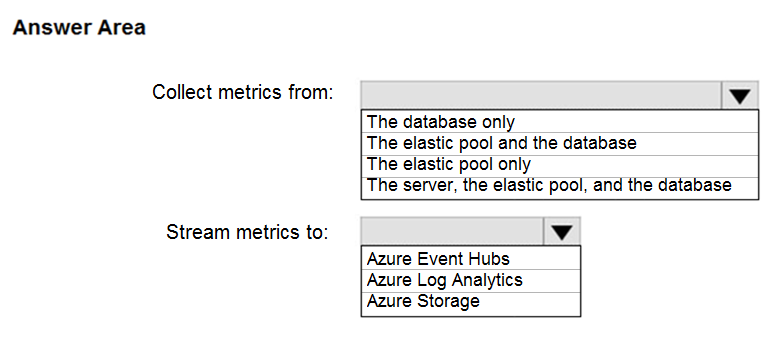 Answer Area
Collect metrics from:
The database only
The elastic pool and the database
The elastic pool only
The server, the elastic pool, and the database
Stream metrics to:
Azure Event Hubs
Azure Log Analytics
Azure Storage